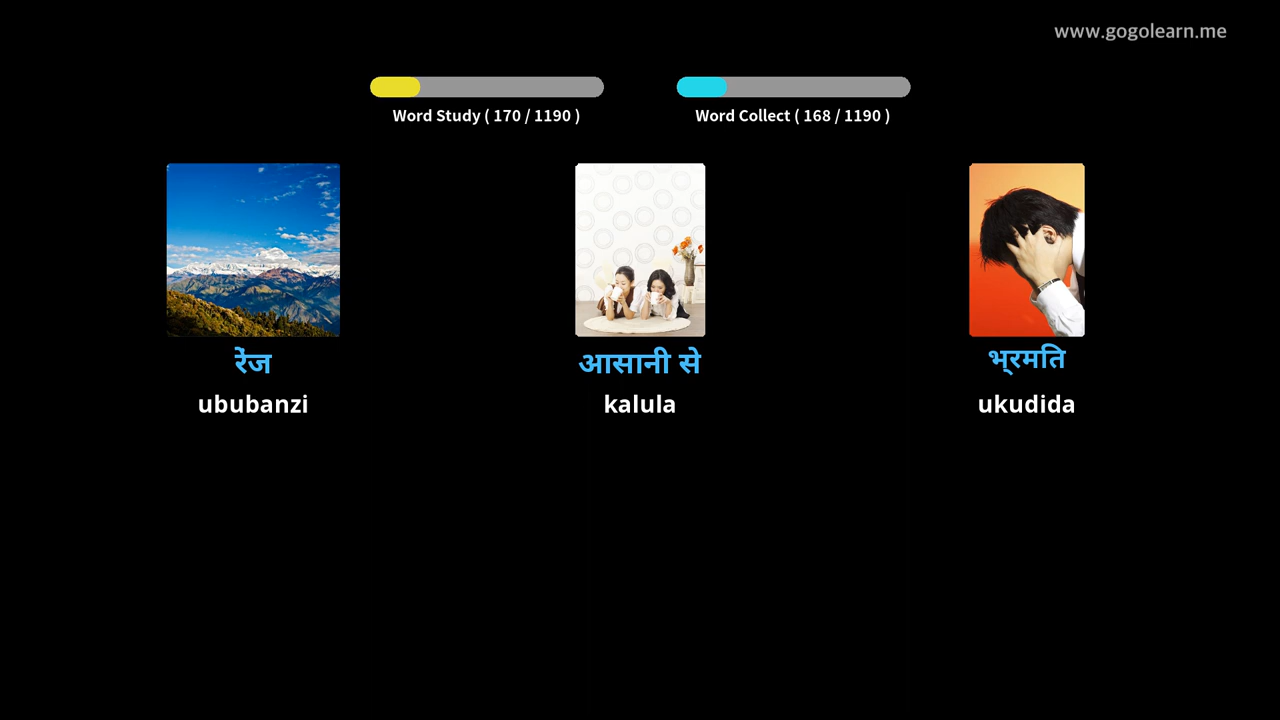 www.gogolearn.me
Word Study ( 170 / 1190 )
Word Collect ( 168 / 1190 )
रेंज
आसानी से
भ्रमति
ububanzi
kalula
ukudida